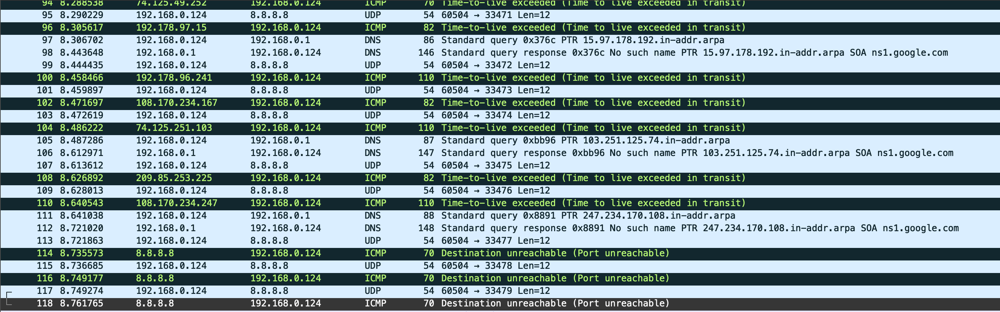 94 8.288538 74.125.49.252 192.168.0.124 ICMP 70 Time-to-live exceeded (Time to live exceeded in transit)
95 8.290229 192.168.0.124 8.8.8.8 UDP 54 60504 → 33471 Len=12
96 8.305617 192.178.97.15 192.168.0.124 ICMP 82 Time-to-live exceeded (Time to live exceeded in transit)
97 8.306702 192.168.0.124 192.168.0.1 DNS 86 Standard query 0x376c PTR 15.97.178.192.in-addr.arpa
98 8.443648 192.168.0.1 192.168.0.124 DNS 146 Standard query response 0x376c No such name PTR 15.97.178.192.in-addr.arpa SOA ns1.google.com
99 8.444435 192.168.0.124 8.8.8.8 UDP 54 60504 → 33472 Len=12
100 8.458466 192.178.96.241 192.168.0.124 ICMP 110 Time-to-live exceeded (Time to live exceeded in transit)
101 8.459897 192.168.0.124 8.8.8.8 UDP 54 60504 → 33473 Len=12
102 8.471697 108.170.234.167 192.168.0.124 ICMP 82 Time-to-live exceeded (Time to live exceeded in transit)
103 8.472619 192.168.0.124 8.8.8.8 UDP 54 60504 → 33474 Len=12
104 8.486222 74.125.251.103 192.168.0.124 ICMP 110 Time-to-live exceeded (Time to live exceeded in transit)
105 8.487286 192.168.0.124 192.168.0.1 DNS 87 Standard query 0xbb96 PTR 103.251.125.74.in-addr.arpa
106 8.612971 192.168.0.1 192.168.0.124 DNS 147 Standard query response 0xbb96 No such name PTR 103.251.125.74.in-addr.arpa SOA ns1.google.com
107 8.613612 192.168.0.124 8.8.8.8 UDP 54 60504 → 33475 Len=12
108 8.626892 209.85.253.225 192.168.0.124 ICMP 82 Time-to-live exceeded (Time to live exceeded in transit)
109 8.628013 192.168.0.124 8.8.8.8 UDP 54 60504 → 33476 Len=12
110 8.640543 108.170.234.247 192.168.0.124 ICMP 110 Time-to-live exceeded (Time to live exceeded in transit)
111 8.641038 192.168.0.124 192.168.0.1 DNS 88 Standard query 0x8891 PTR 247.234.170.108.in-addr.arpa
112 8.721020 192.168.0.1 192.168.0.124 DNS 148 Standard query response 0x8891 No such name PTR 247.234.170.108.in-addr.arpa SOA ns1.google.com
113 8.721863 192.168.0.124 8.8.8.8 UDP 54 60504 → 33477 Len=12
114 8.735573 8.8.8.8 192.168.0.124 ICMP 70 Destination unreachable (Port unreachable)
115 8.736685 192.168.0.124 8.8.8.8 UDP 54 60504 → 33478 Len=12
116 8.749177 8.8.8.8 192.168.0.124 ICMP 70 Destination unreachable (Port unreachable)
117 8.749274 192.168.0.124 8.8.8.8 UDP 54 60504 → 33479 Len=12
118 8.761765 8.8.8.8 192.168.0.124 ICMP 70 Destination unreachable (Port unreachable)